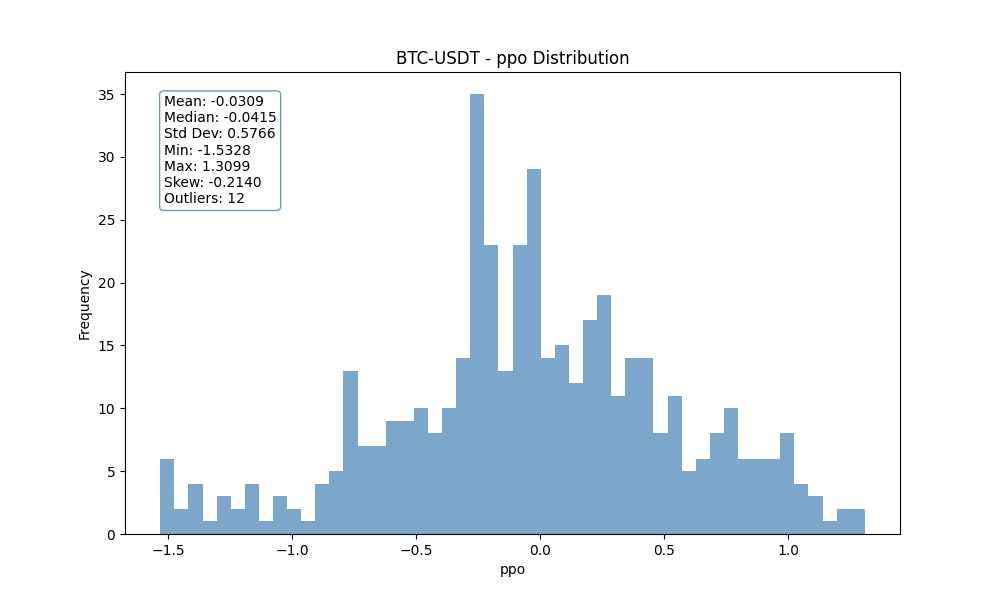 BTC-USDT - ppo Distribution
Mean: -0.0309
Median: -0.0415
Std Dev: 0.5766
Min: -1.5328
Max: 1.3099
Skew: -0.2140
Outliers: 12
Frequency
35
30
25
20
15
10
5
0
−1.5
−1.0
−0.5
0.0
0.5
1.0
ppo